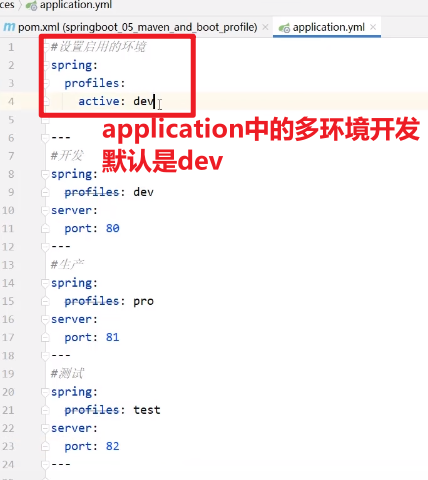 ces
application.yml
pom.xml (springboot_05_maven_and_boot_profile)
application.yml
1 #设置启用的环境
2 spring:
3 profiles:
4 active: dev
5
6 ---
7 #开发
8 spring:
9 profiles: dev
10 server:
11 port: 80
12 ---
13 #生产
14 spring:
15 profiles: pro
16 server:
17 port: 81
18 ---
19 #测试
20 spring:
21 profiles: test
22 server:
23 port: 82
24 ---
application中的多环境开发
默认是dev